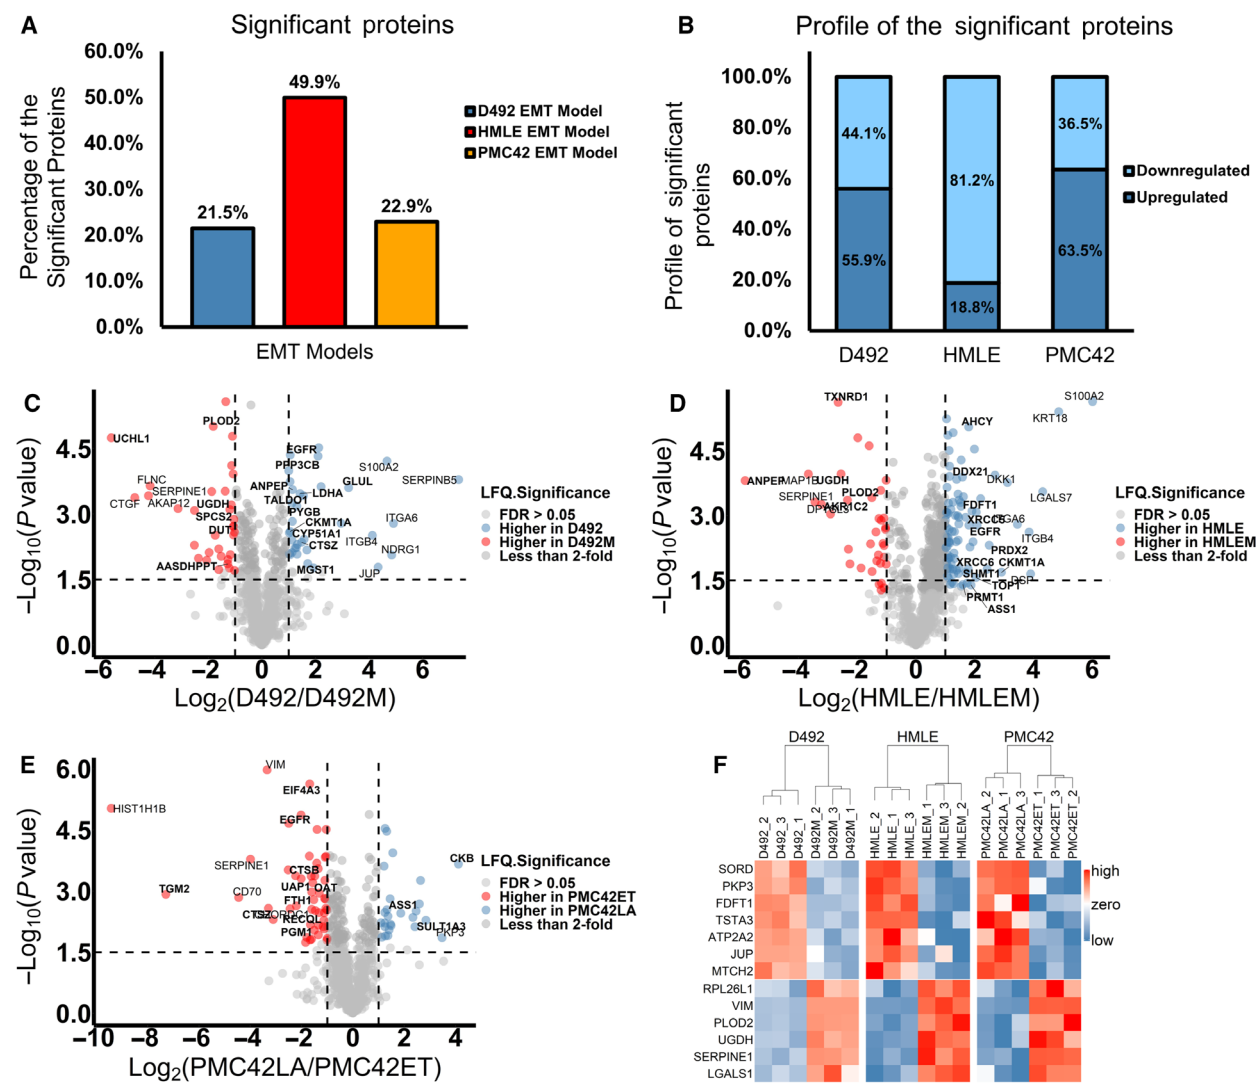 A
Significant proteins
Percentage of the
Significant Proteins
60.0%
50.0%
40.0%
30.0%
20.0%
10.0%
0.0%
21.5%
49.9%
22.9%
EMT Models
D492 EMT Model
HMLE EMT Model
PMC42 EMT Model
B
Profile of the significant proteins
Profile of significant
proteins
100.0%
80.0%
60.0%
40.0%
20.0%
0.0%
44.1%
55.9%
81.2%
18.8%
36.5%
63.5%
D492
HMLE
PMC42
Downregulated
Upregulated
C
−Log10(P value)
4.5
3.0
1.5
0.0
PLOD2
UCHL1
EGFR
PPP3CB
S100A2
FLNC
ANPEP
GLUL
SERPINB5
SERPINE1
TALDO1
LDHA
CTGF
AKAP12
UGDH
PYGB
SPCS2
CKMT1A
ITGA6
DUT
CYP51A1
ITGB4
CTSZ
NDRG1
AASDHPPT
MGST1
JUP
−6 −4 −2 0 2 4 6
Log2(D492/D492M)
LFQ.Significance
FDR > 0.05
Higher in D492
Higher in D492M
Less than 2-fold
D
−Log10(P value)
4.5
3.0
1.5
0.0
TXNRD1
S100A2
KRT18
AHCY
DDX21
DKK1
ANPEP
MAP1B
UGDH
SERPINE1
PLOD2
LGALS7
AKR1C2
FDFT1
XRCC5
ITGA6
EGFR
ITGB4
PRDX2
XRCC6
CKMT1A
SHMT1
DSP
TOP1
PRMT1
ASS1
−6 −4 −2 0 2 4 6
Log2(HMLE/HMLEM)
LFQ.Significance
FDR > 0.05
Higher in HMLE
Higher in HMLEM
Less than 2-fold
E
−Log10(P value)
6.0
4.5
3.0
1.5
0.0
VIM
EIF4A3
HIST1H1B
EGFR
SERPINE1
CTSB
CKB
TGM2
CD70
UAP1
OAT
FTH1
CTSZ
ASS1
RECQL
SULT1A3
PKP3
PGM1
−10 −8 −6 −4 −2 0 2 4
Log2(PMC42LA/PMC42ET)
LFQ.Significance
FDR > 0.05
Higher in PMC42ET
Higher in PMC42LA
Less than 2-fold
F
D492
HMLE
PMC42
D492_2
D492_3
D492_1
D492M_2
D492M_3
D492M_1
HMLE_2
HMLE_1
HMLE_3
HMLEM_1
HMLEM_3
HMLEM_2
PMC42LA_2
PMC42LA_1
PMC42LA_3
PMC42ET_1
PMC42ET_3
PMC42ET_2
SORD
PKP3
FDFT1
TSTA3
ATP2A2
JUP
MTCH2
RPL26L1
VIM
PLOD2
UGDH
SERPINE1
LGALS1
high
zero
low